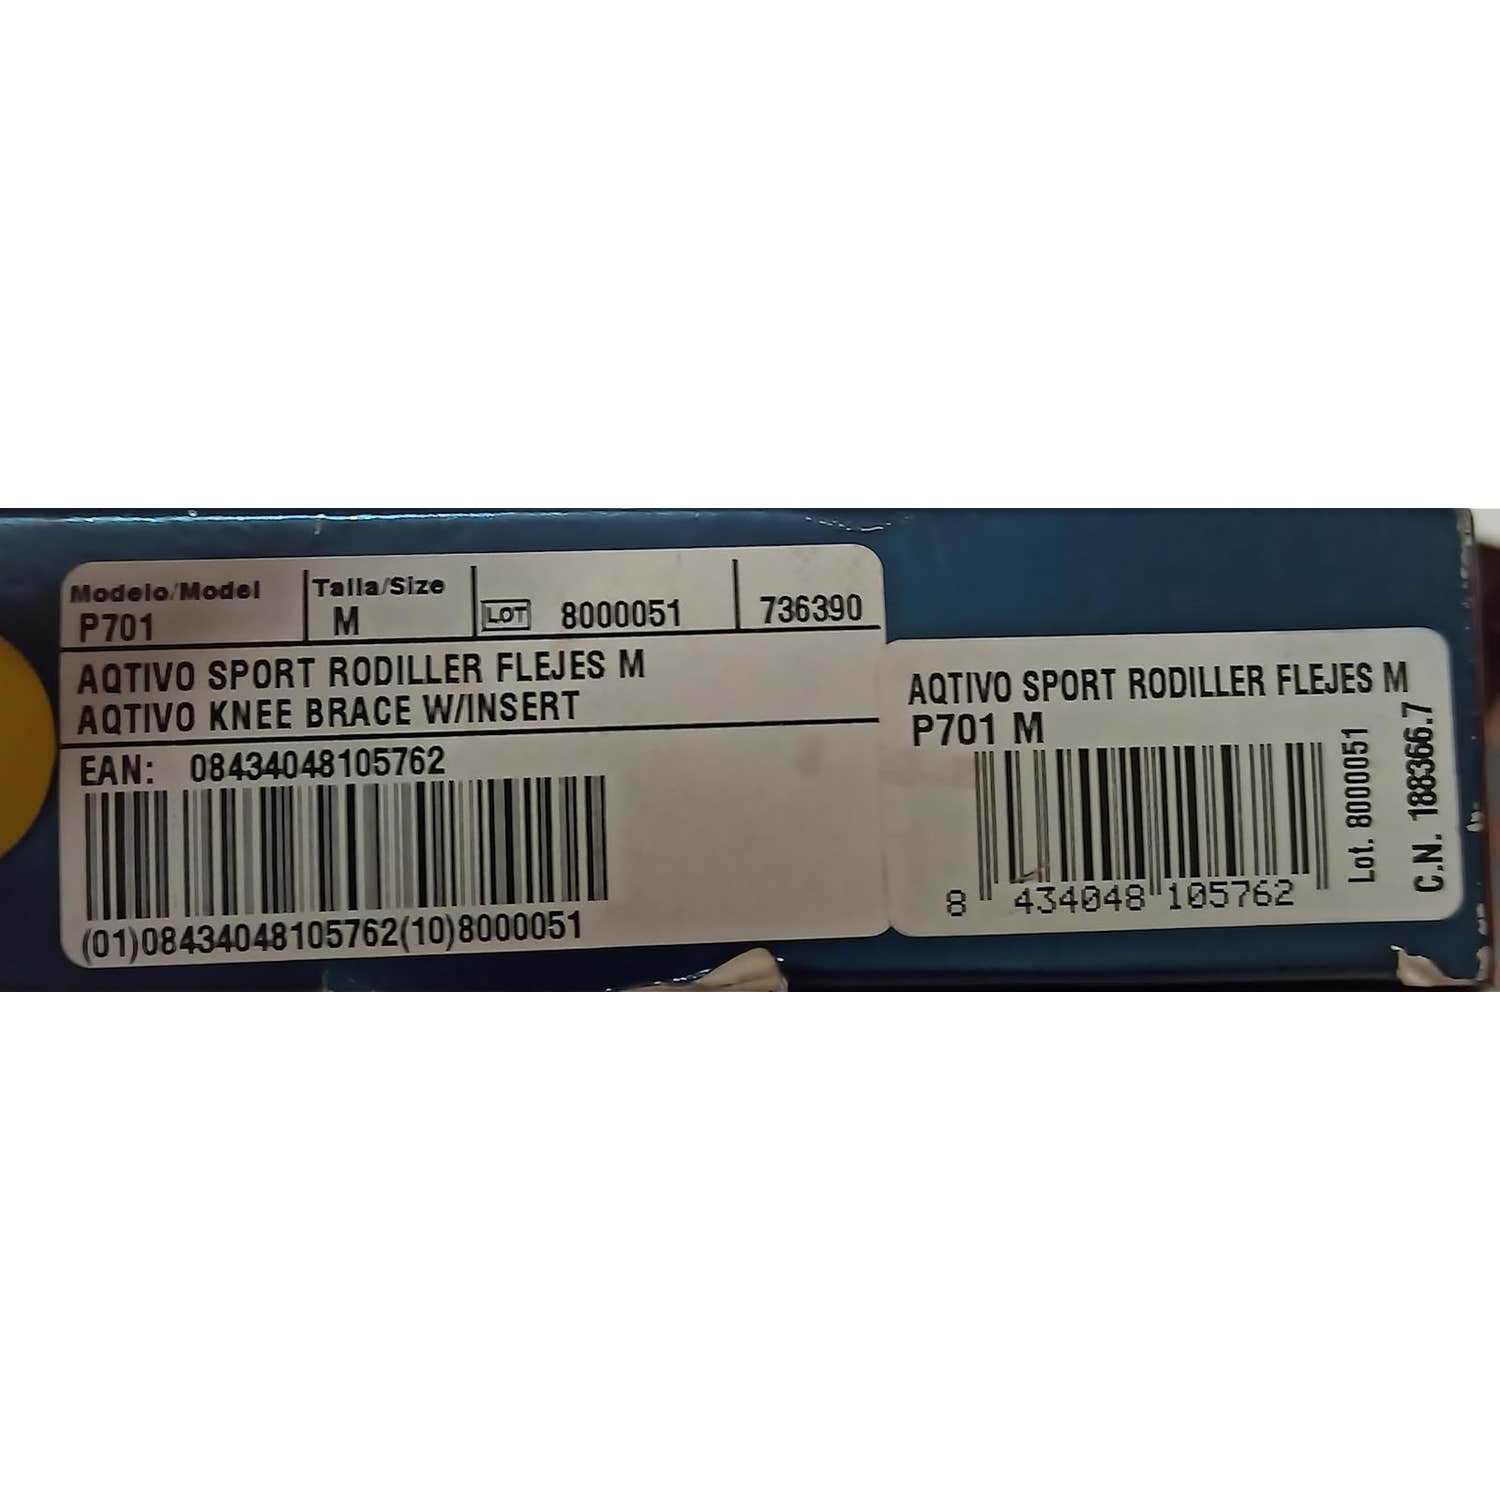 Modelo/Model Talla/Size
P701 M LOT 8000051 736390
AQTIVO SPORT RODILLER FLEJES M
AQTIVO KNEE BRACE W/INSERT
EAN: 08434048105762
(01)08434048105762(10)8000051
AQTIVO SPORT RODILLER FLEJES M
P701 M
8 434048 105762
Lot. 8000051
C.N. 188366.7